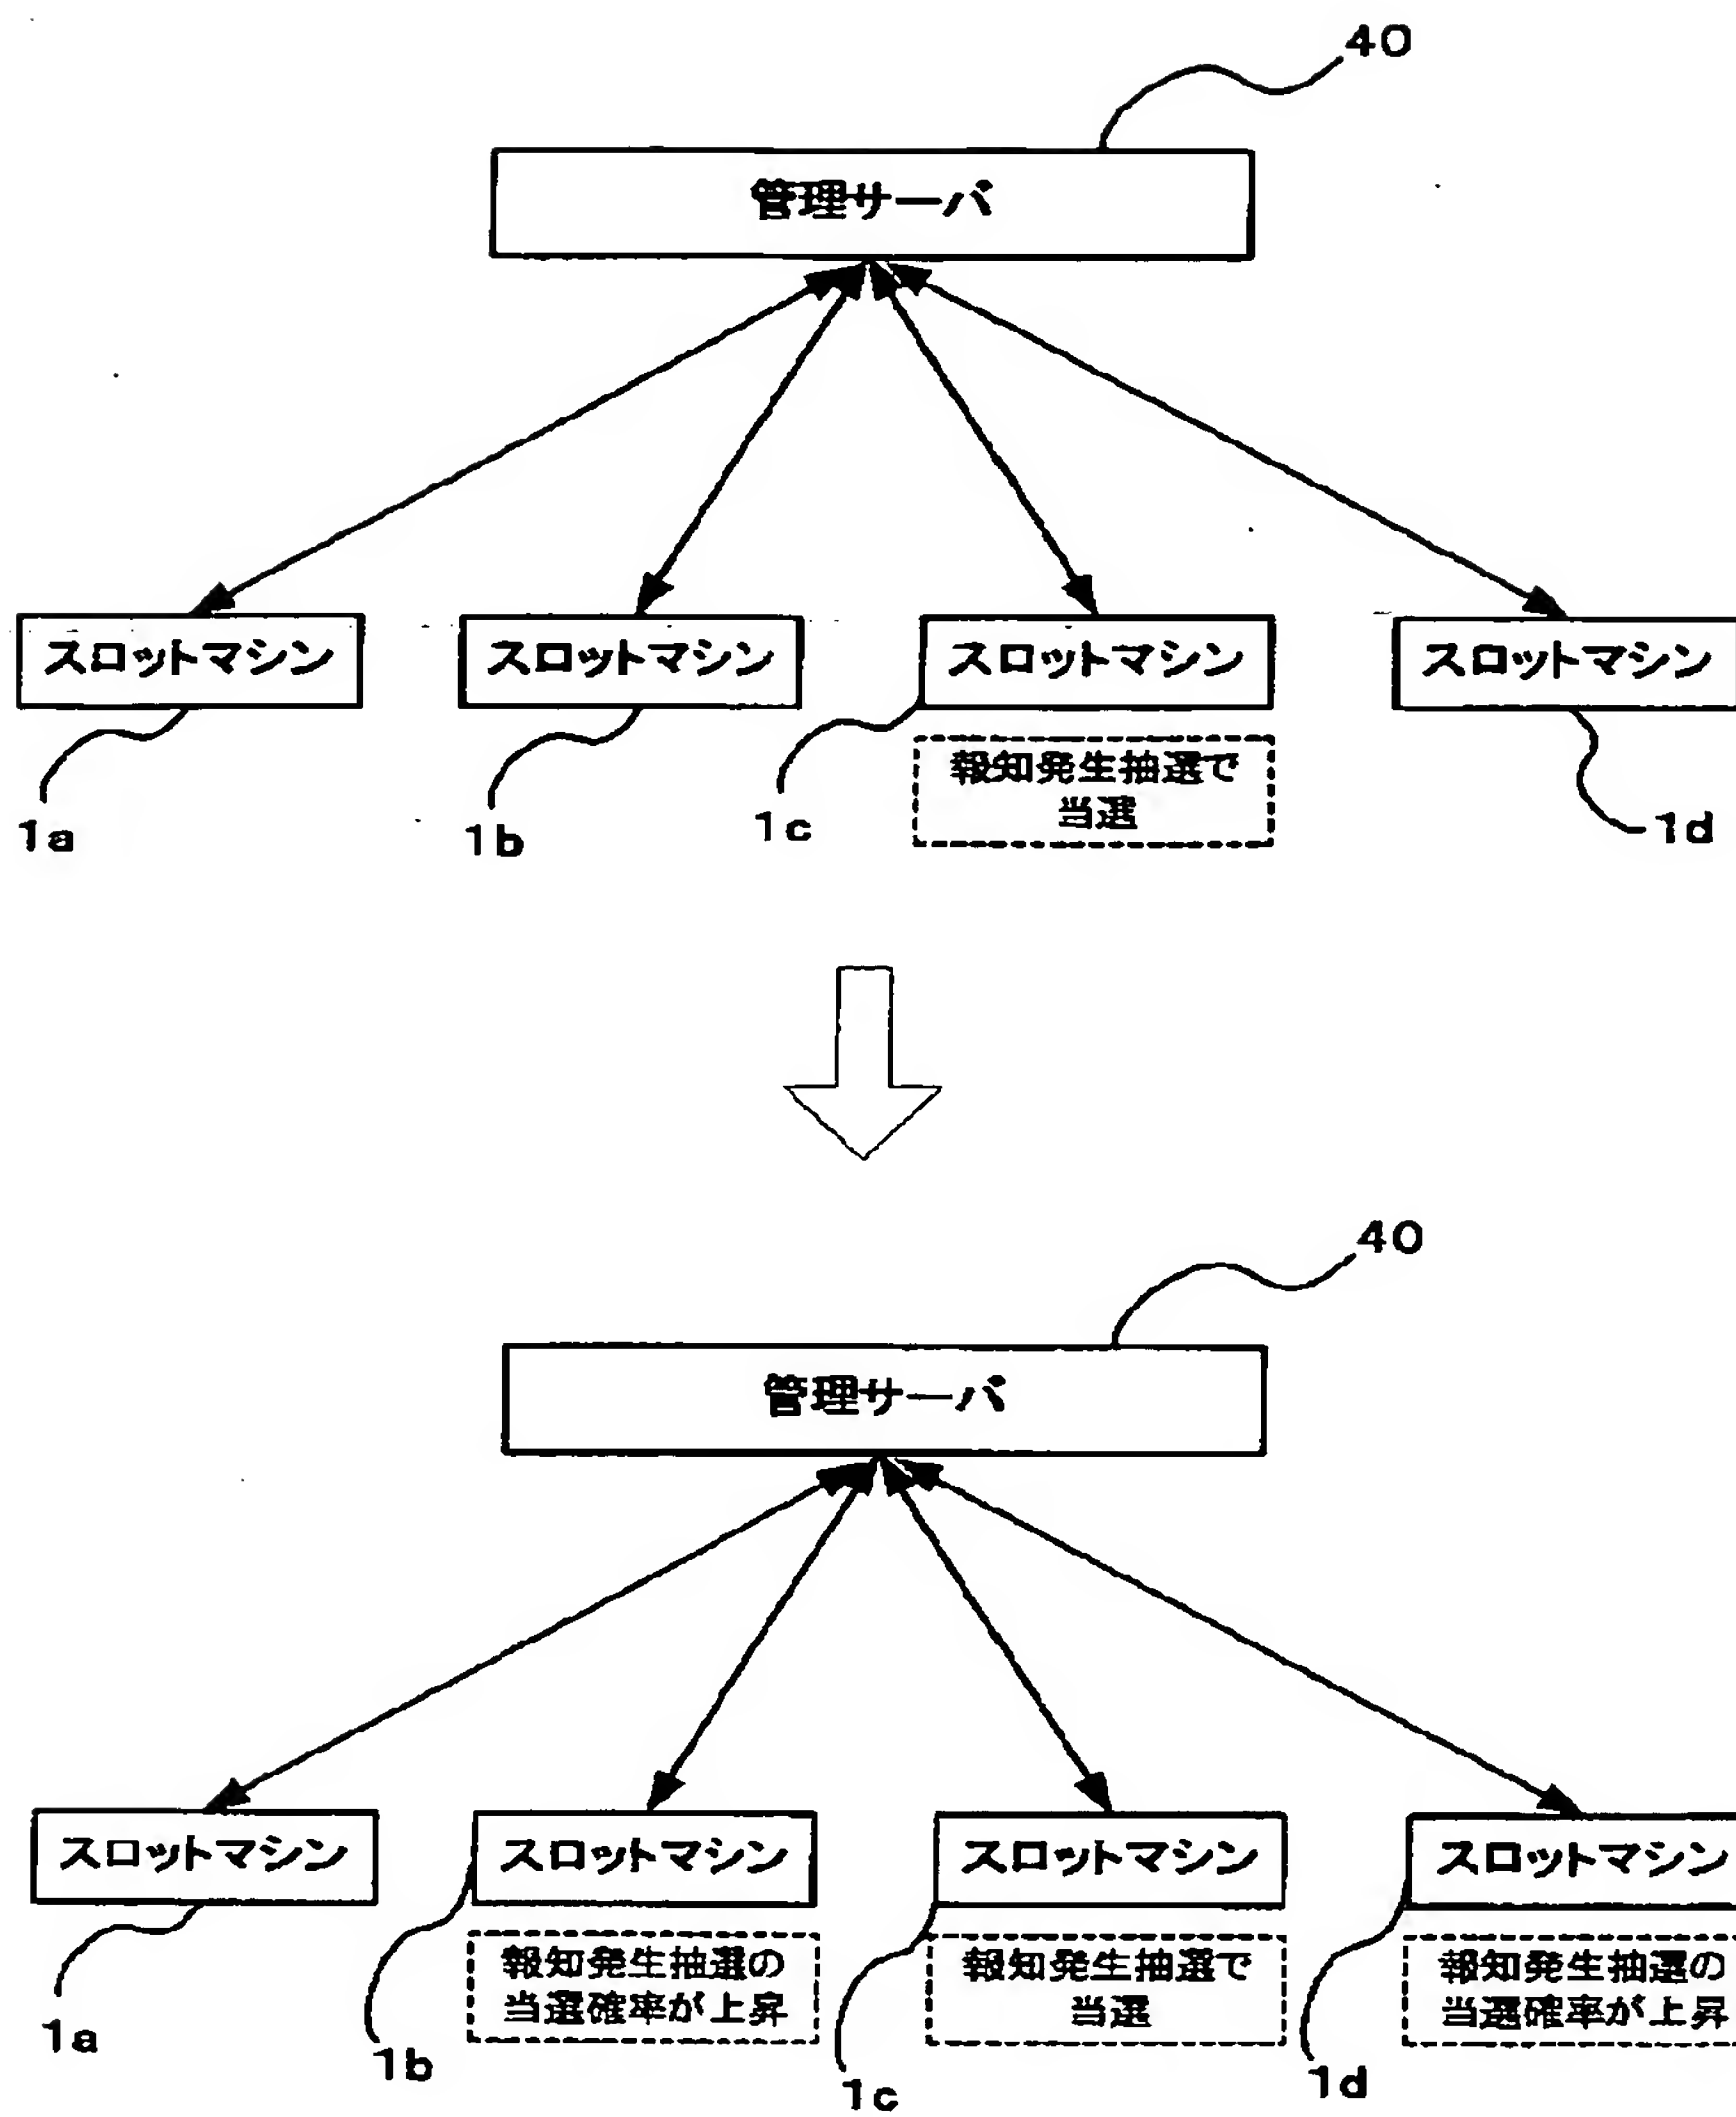 40
管理サーバ
スロットマシン
スロットマシン
スロットマシン
スロットマシン
1a
1b
1c
報知発生抽選で
当選
1d
40
管理サーバ
スロットマシン
スロットマシン
スロットマシン
スロットマシン
1a
1b
報知発生抽選の
当選確率が上昇
1c
報知発生抽選で
当選
1d
報知発生抽選の
当選確率が上昇